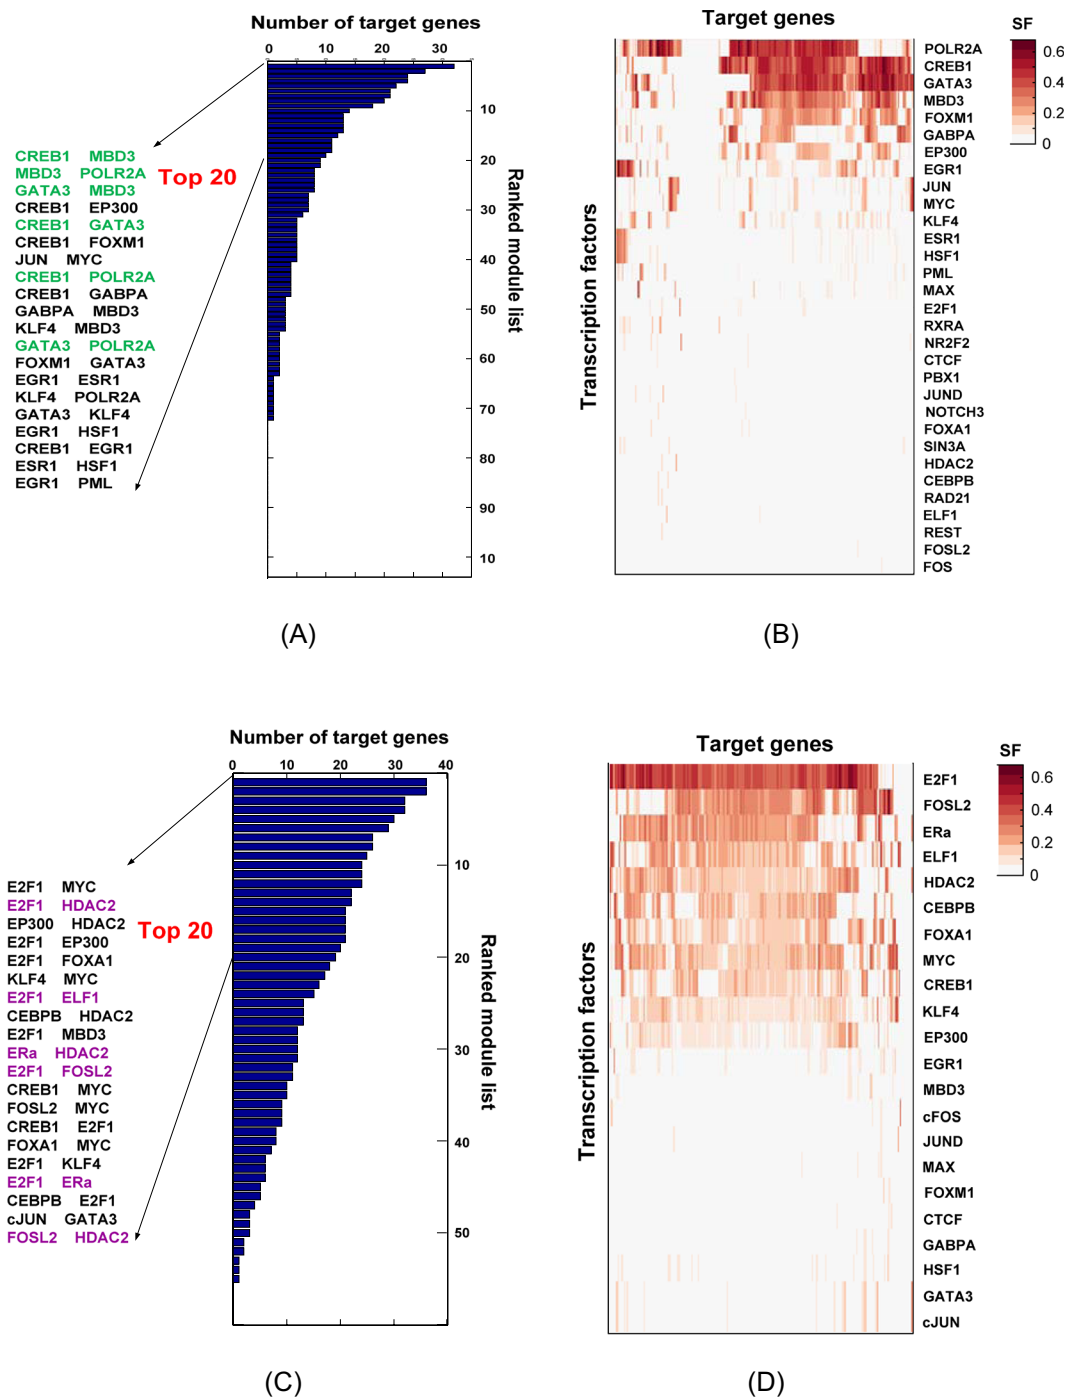 Number of target genes
0 5 10 15 20 25 30
10
20
30
40
50
60
70
80
90
10
Ranked module list
Top 20
CREB1 MBD3
MBD3 POLR2A
GATA3 MBD3
CREB1 EP300
CREB1 GATA3
CREB1 FOXM1
JUN MYC
CREB1 POLR2A
CREB1 GABPA
GABPA MBD3
KLF4 MBD3
GATA3 POLR2A
FOXM1 GATA3
EGR1 ESR1
KLF4 POLR2A
GATA3 KLF4
EGR1 HSF1
CREB1 EGR1
ESR1 HSF1
EGR1 PML
(A)
Target genes
SF
0.6
0.4
0.2
0
Transcription factors
POLR2A
CREB1
GATA3
MBD3
FOXM1
GABPA
EP300
EGR1
JUN
MYC
KLF4
ESR1
HSF1
PML
MAX
E2F1
RXRA
NR2F2
CTCF
PBX1
JUND
NOTCH3
FOXA1
SIN3A
HDAC2
CEBPB
RAD21
ELF1
REST
FOSL2
FOS
(B)
Number of target genes
0 10 20 30 40
10
20
30
40
50
Ranked module list
Top 20
E2F1 MYC
E2F1 HDAC2
EP300 HDAC2
E2F1 EP300
E2F1 FOXA1
KLF4 MYC
E2F1 ELF1
CEBPB HDAC2
E2F1 MBD3
ERa HDAC2
E2F1 FOSL2
CREB1 MYC
FOSL2 MYC
CREB1 E2F1
FOXA1 MYC
E2F1 KLF4
E2F1 ERa
CEBPB E2F1
cJUN GATA3
FOSL2 HDAC2
(C)
Target genes
SF
0.6
0.4
0.2
0
Transcription factors
E2F1
FOSL2
ERa
ELF1
HDAC2
CEBPB
FOXA1
MYC
CREB1
KLF4
EP300
EGR1
MBD3
cFOS
JUND
MAX
FOXM1
CTCF
GABPA
HSF1
GATA3
cJUN
(D)